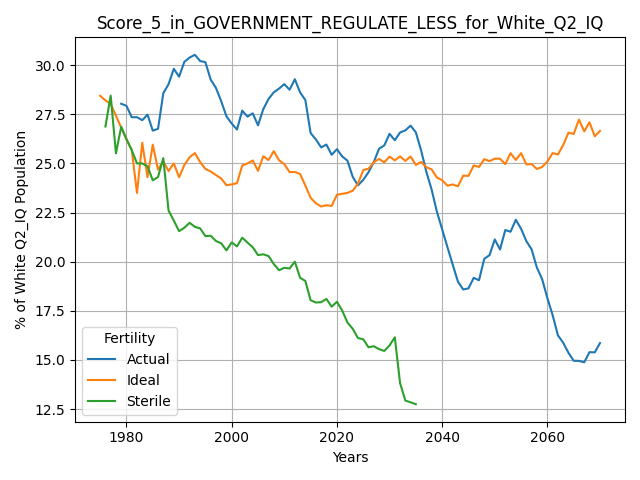 Score_5_in_GOVERNMENT_REGULATE_LESS_for_White_Q2_IQ
% of White Q2_IQ Population
30.0
27.5
25.0
22.5
20.0
17.5
15.0
12.5
Fertility
Actual
Ideal
Sterile
1980 2000 2020 2040 2060
Years